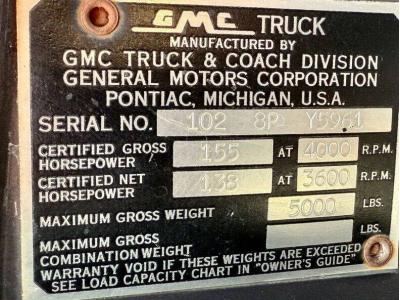 GMC TRUCK
MANUFACTURED BY
GMC TRUCK & COACH DIVISION
GENERAL MOTORS CORPORATION
PONTIAC, MICHIGAN, U.S.A.
SERIAL NO. 102 8P Y5961
CERTIFIED GROSS HORSEPOWER 155 AT 4000 R.P.M.
CERTIFIED NET HORSEPOWER 138 AT 3600 R.P.M.
MAXIMUM GROSS WEIGHT 5000 LBS.
MAXIMUM GROSS COMBINATION WEIGHT LBS.
WARRANTY VOID IF THESE WEIGHTS ARE EXCEEDED
SEE LOAD CAPACITY CHART IN "OWNER'S GUIDE"